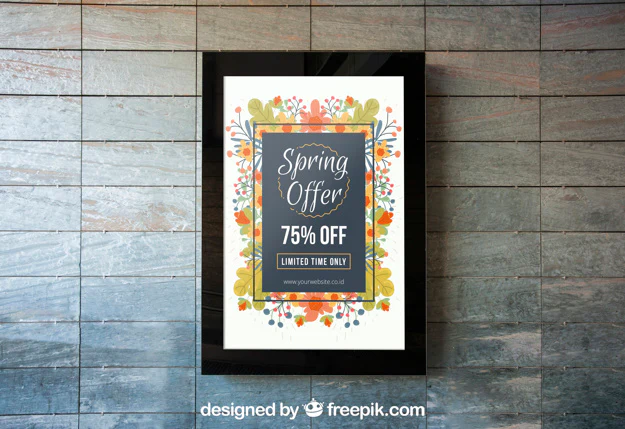 Spring
Offer
75% OFF
LIMITED TIME ONLY
www.yourwebsite.co.id
designed by freepik.com